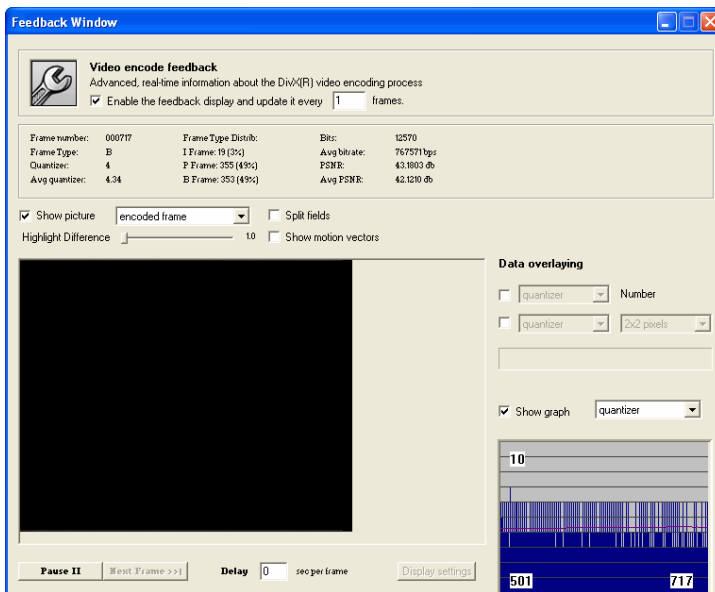 Feedback Window
Video encode feedback
Advanced, real-time information about the DivX(R) video encoding process
Enable the feedback display and update it every 1 frames.
Frame number: 000717 Frame Type Distrib: Bits: 12570
Frame Type: B I Frame: 19 (3%) Avg bitrate: 767571 bps
Quantizer: 4 P Frame: 355 (49%) PSNR: 43.1803 db
Avg quantizer: 4.34 B Frame: 353 (49%) Avg PSNR: 42.1210 db
Show picture encoded frame Split fields
Highlight Difference 1.0 Show motion vectors
Data overlaying
quantizer Number
quantizer 2x2 pixels
Show graph quantizer
10
501 717
Pause II Next Frame >>| Delay 0 sec per frame Display settings